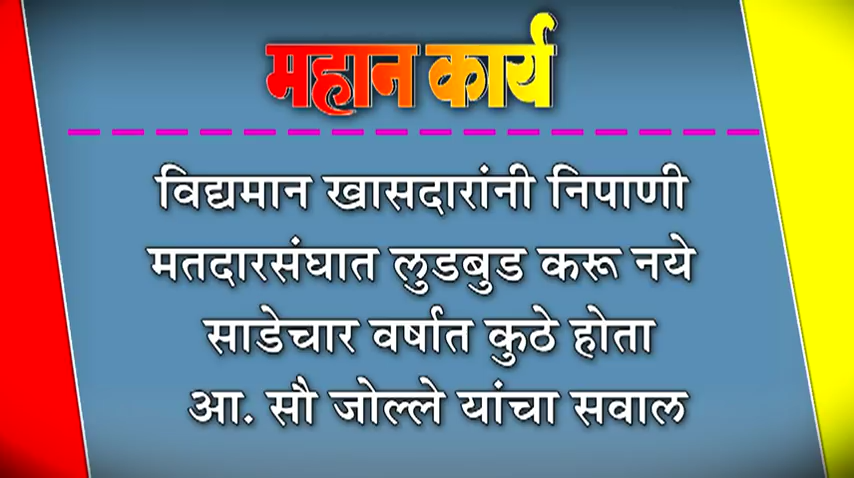 महान कार्य
विद्यमान खासदारांनी निपाणी
मतदारसंघात लुडबुड करू नये
साडेचार वर्षात कुठे होता
आ. सौ जोल्ले यांचा सवाल